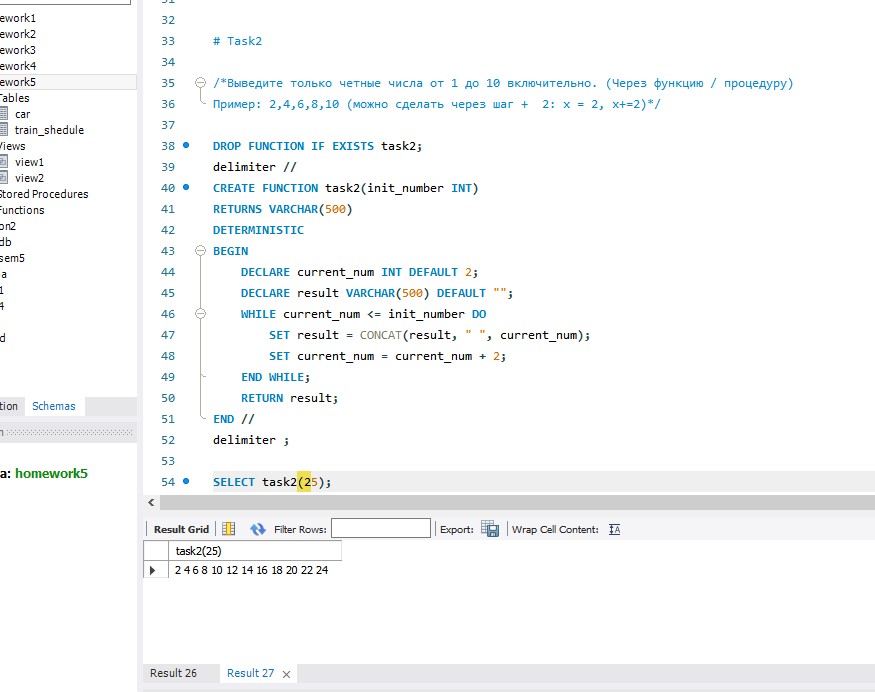 ework1
ework2
ework3
ework4
ework5
Tables
car
train_shedule
Views
view1
view2
Stored Procedures
Functions
on2
db
sem5
a
1
4
d
tion Schemas
a: homework5
31
32
33 # Task2
34
35 /*Выведите только четные числа от 1 до 10 включительно. (Через функцию / процедуру)
36 Пример: 2,4,6,8,10 (можно сделать через шаг + 2: х = 2, х+=2)*/
37
38 DROP FUNCTION IF EXISTS task2;
39 delimiter //
40 CREATE FUNCTION task2(init_number INT)
41 RETURNS VARCHAR(500)
42 DETERMINISTIC
43 BEGIN
44 DECLARE current_num INT DEFAULT 2;
45 DECLARE result VARCHAR(500) DEFAULT "";
46 WHILE current_num <= init_number DO
47 SET result = CONCAT(result, " ", current_num);
48 SET current_num = current_num + 2;
49 END WHILE;
50 RETURN result;
51 END //
52 delimiter ;
53
54 SELECT task2(25);
Result Grid Filter Rows: Export: Wrap Cell Content:
task2(25)
2 4 6 8 10 12 14 16 18 20 22 24
Result 26 Result 27